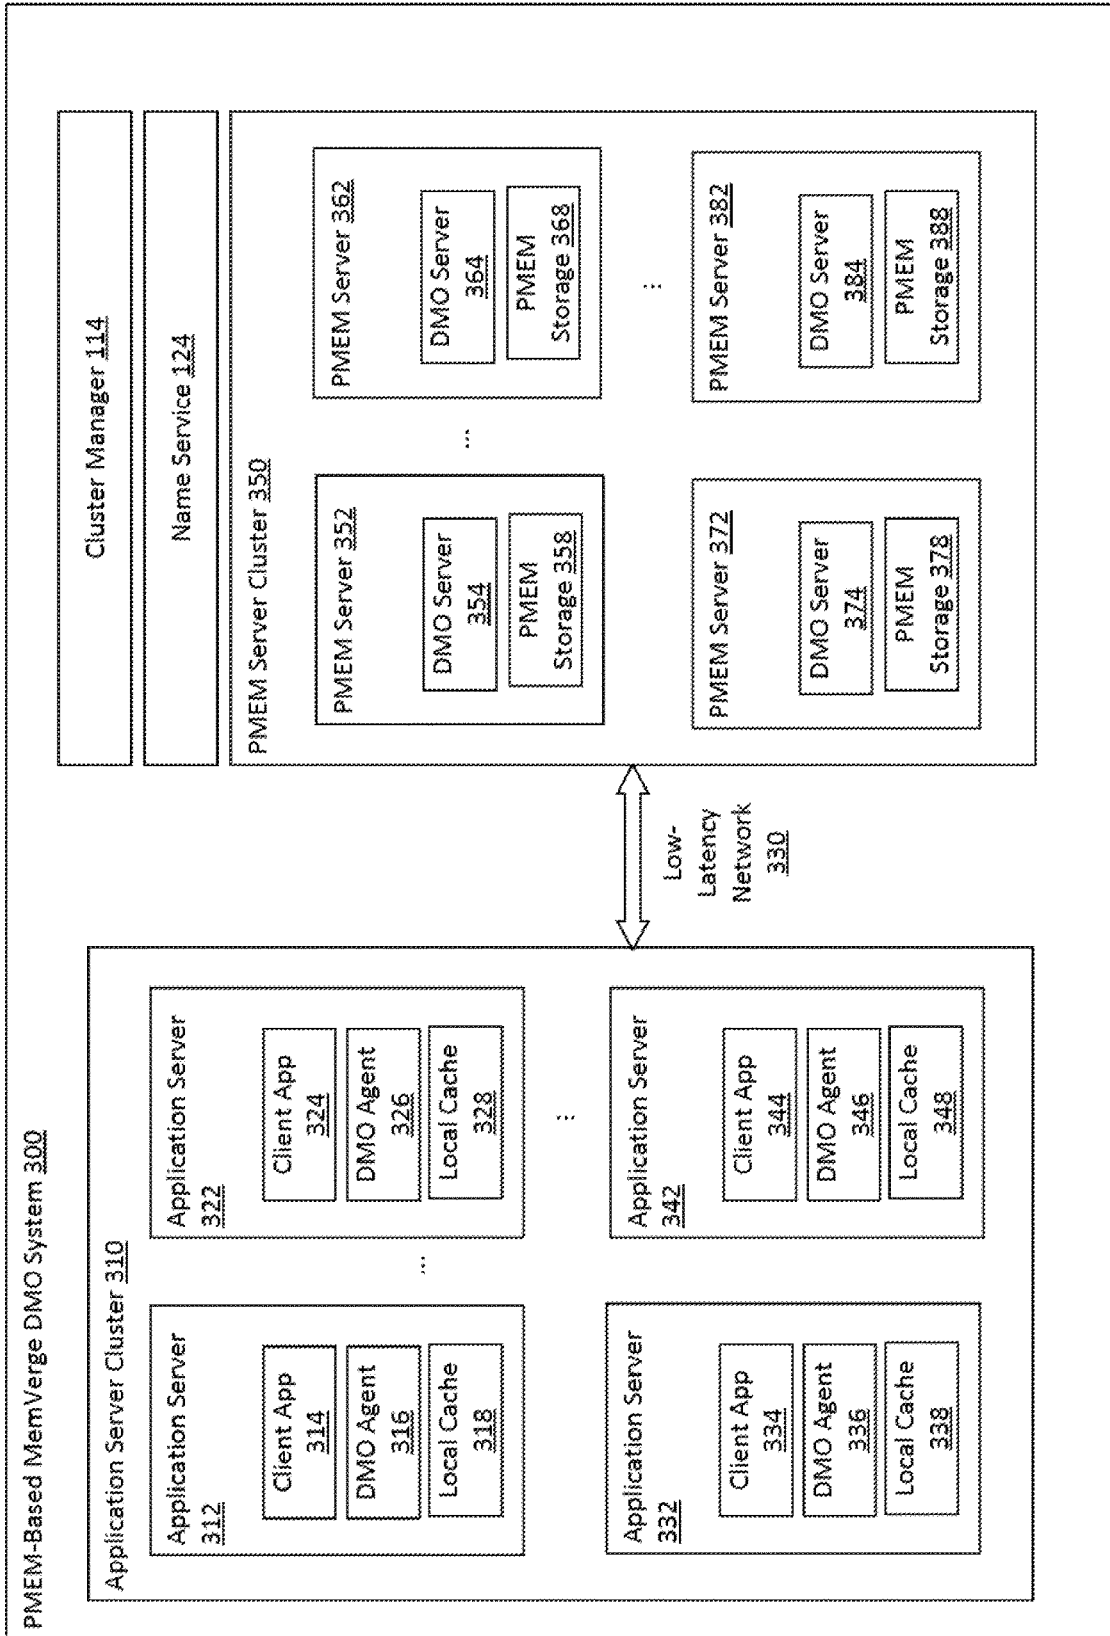 PMEM-Based MemVerge DMO System 300
Application Server Cluster 310
Application Server
312
Client App
314
DMO Agent
316
Local Cache
318
...
Application Server
322
Client App
324
DMO Agent
326
Local Cache
328
...
Application Server
332
Client App
334
DMO Agent
336
Local Cache
338
Application Server
342
Client App
344
DMO Agent
346
Local Cache
348
Low-
Latency
Network
330
Cluster Manager 114
Name Service 124
PMEM Server Cluster 350
PMEM Server 352
DMO Server
354
PMEM
Storage 358
...
PMEM Server 362
DMO Server
364
PMEM
Storage 368
...
PMEM Server 372
DMO Server
374
PMEM
Storage 378
PMEM Server 382
DMO Server
384
PMEM
Storage 388